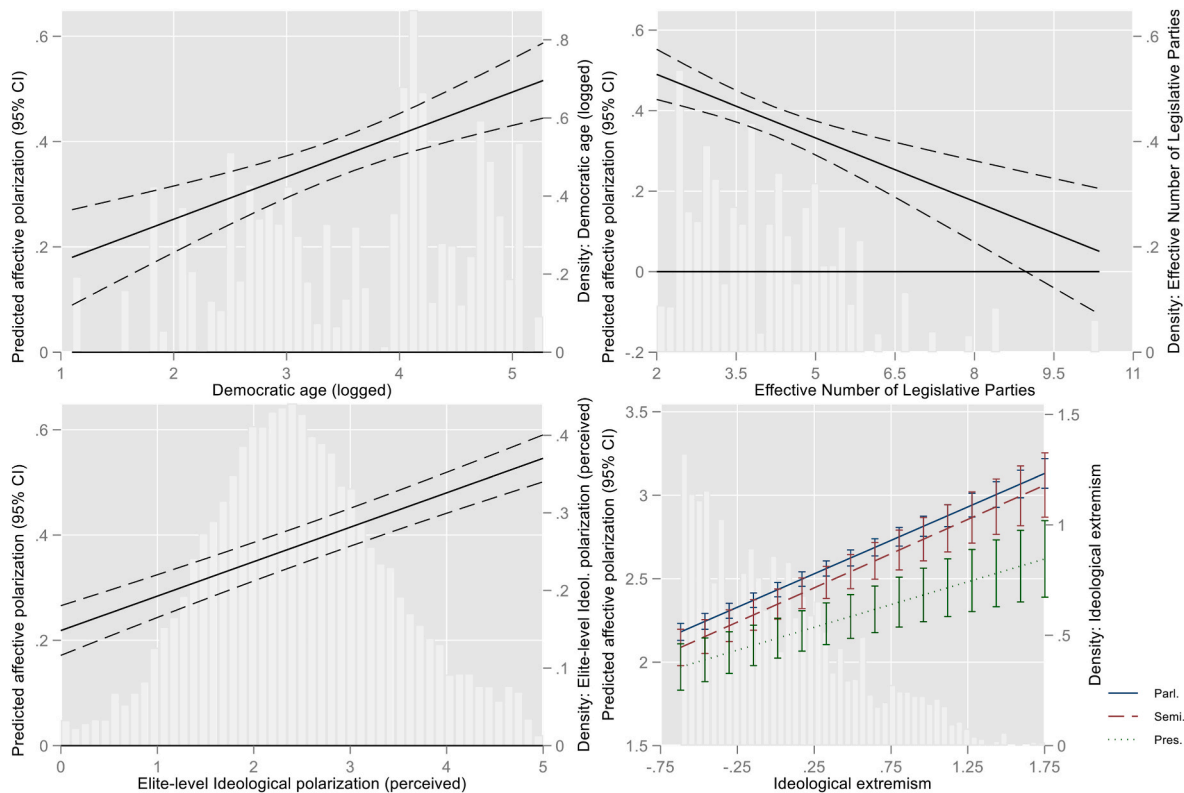 Predicted affective polarization (95% CI)
.6
.4
.2
0
.8
.6
.4
.2
0
Density: Democratic age (logged)
1 2 3 4 5
Democratic age (logged)
Predicted affective polarization (95% CI)
.6
.4
.2
0
-.2
.6
.4
.2
0
Density: Effective Number of Legislative Parties
2 3.5 5 6.5 8 9.5 11
Effective Number of Legislative Parties
Predicted affective polarization (95% CI)
.6
.4
.2
0
.4
.3
.2
.1
0
Density: Elite-level Ideol. polarization (perceived)
0 1 2 3 4 5
Elite-level Ideological polarization (perceived)
Predicted affective polarization (95% CI)
3.5
3
2.5
2
1.5
1.5
1
.5
0
Density: Ideological extremism
-.75 -.25 .25 .75 1.25 1.75
Ideological extremism
Parl.
Semi.
Pres.